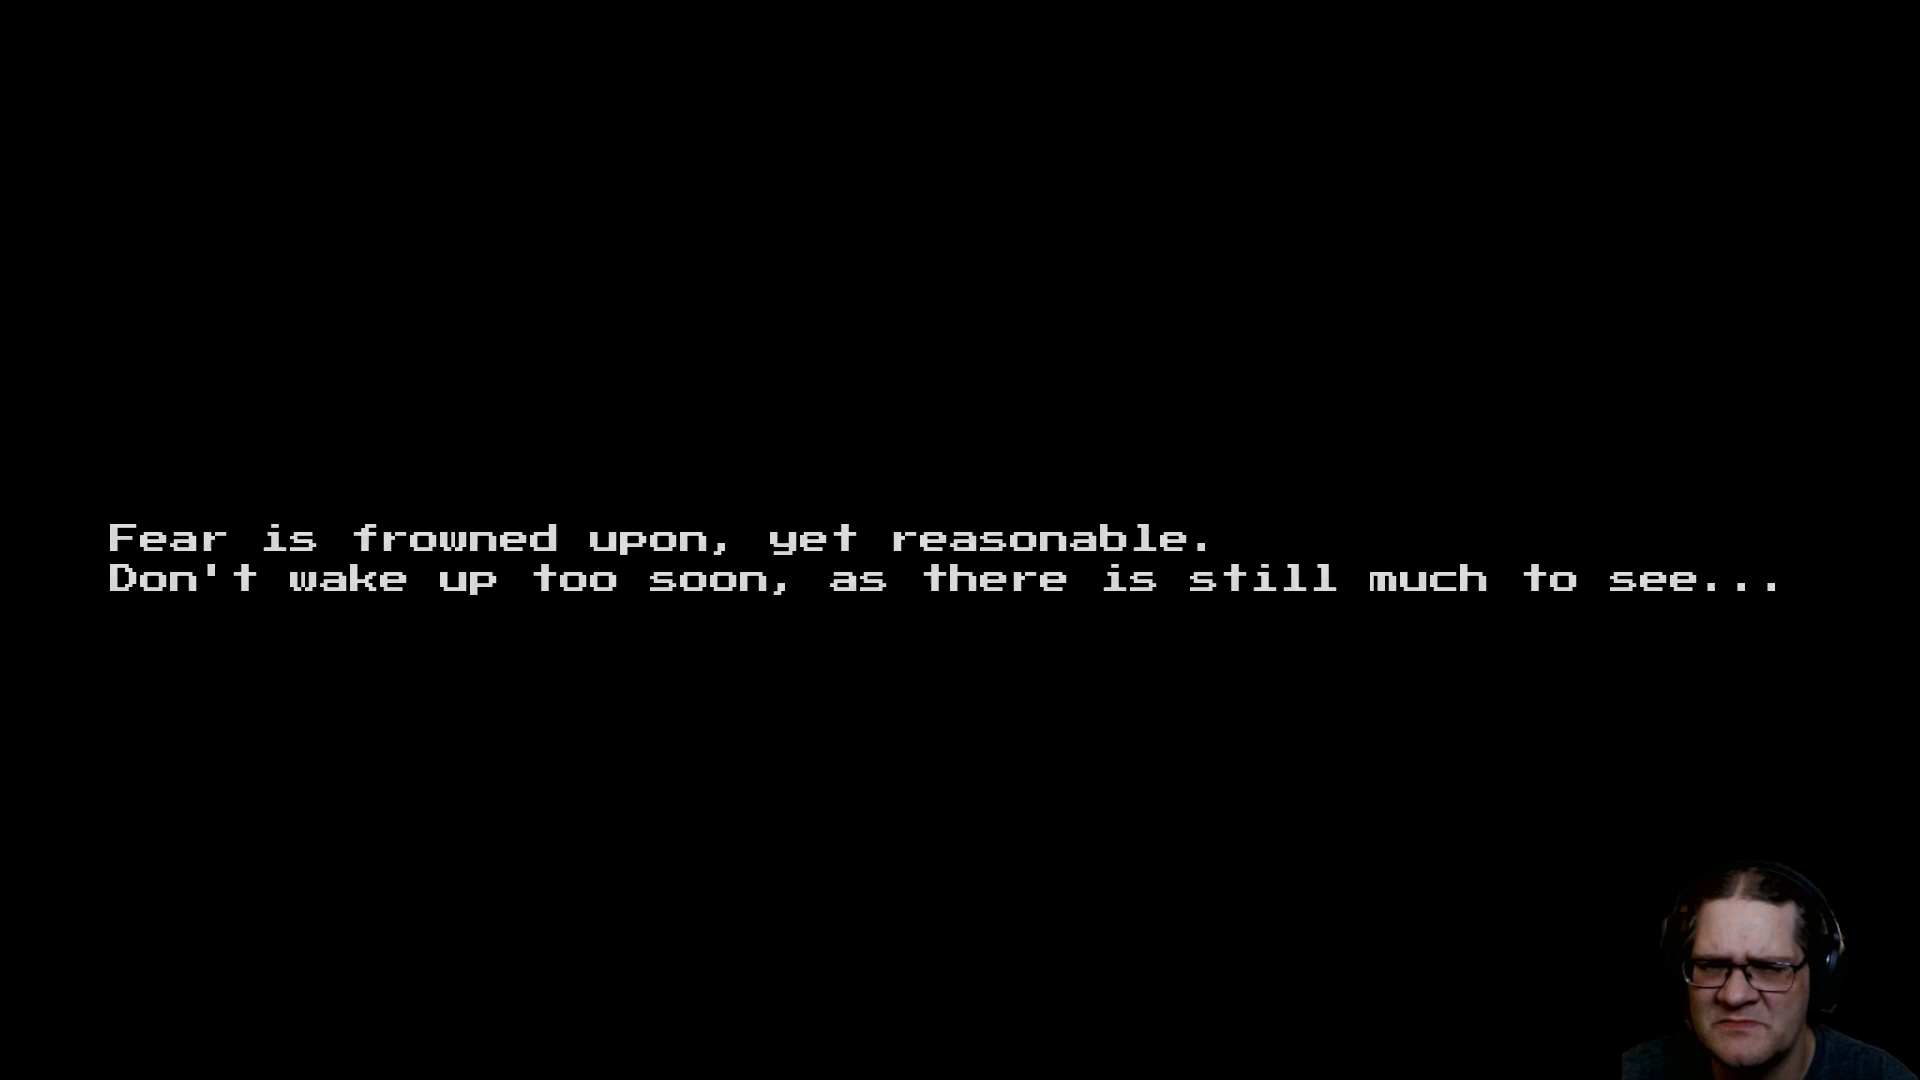 Fear is frowned upon, yet reasonable.
Don't wake up too soon, as there is still much to see...